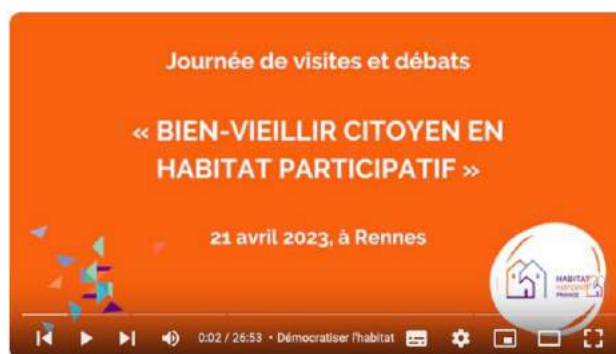 Journée de visites et débats
« BIEN-VIEILLIR CITOYEN EN
HABITAT PARTICIPATIF »
21 avril 2023, à Rennes
HABITAT
PARTICIPATIF
FRANCE
0:02 / 26:53 • Démocratiser l'habitat